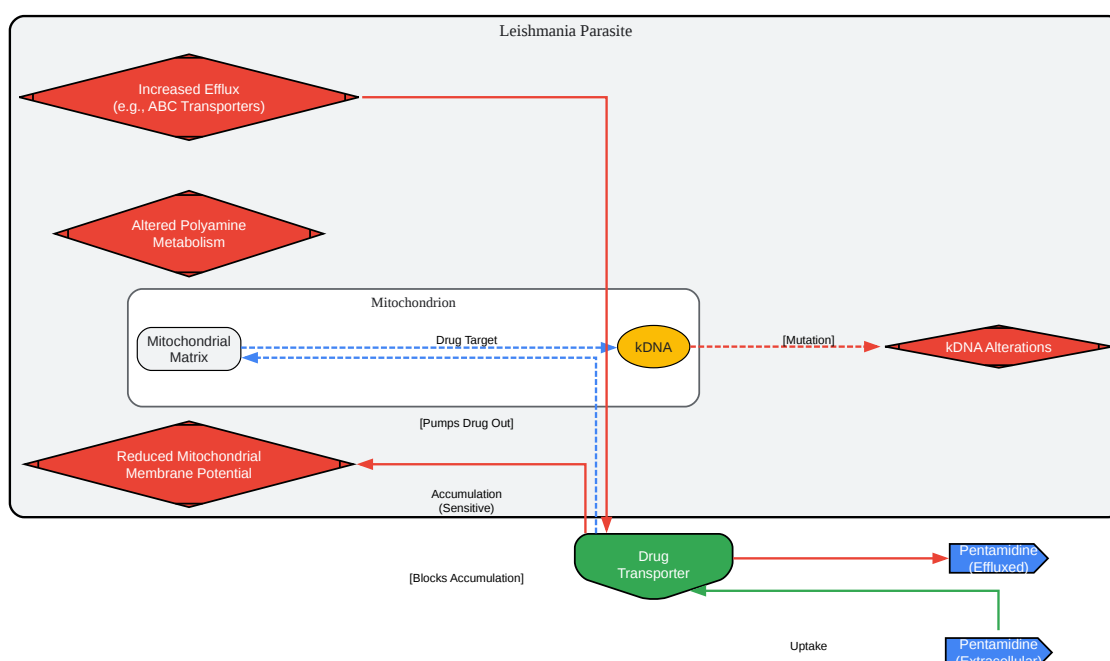 Leishmania Parasite
Increased Efflux
(e.g., ABC Transporters)
Altered Polyamine
Metabolism
Mitochondrion
Mitochondrial
Matrix
Drug Target
kDNA
[Mutation]
kDNA Alterations
[Pumps Drug Out]
Reduced Mitochondrial
Membrane Potential
Accumulation
(Sensitive)
Drug
Transporter
Pentamidine
(Effluxed)
[Blocks Accumulation]
Uptake
Pentamidine
(Extracellular)